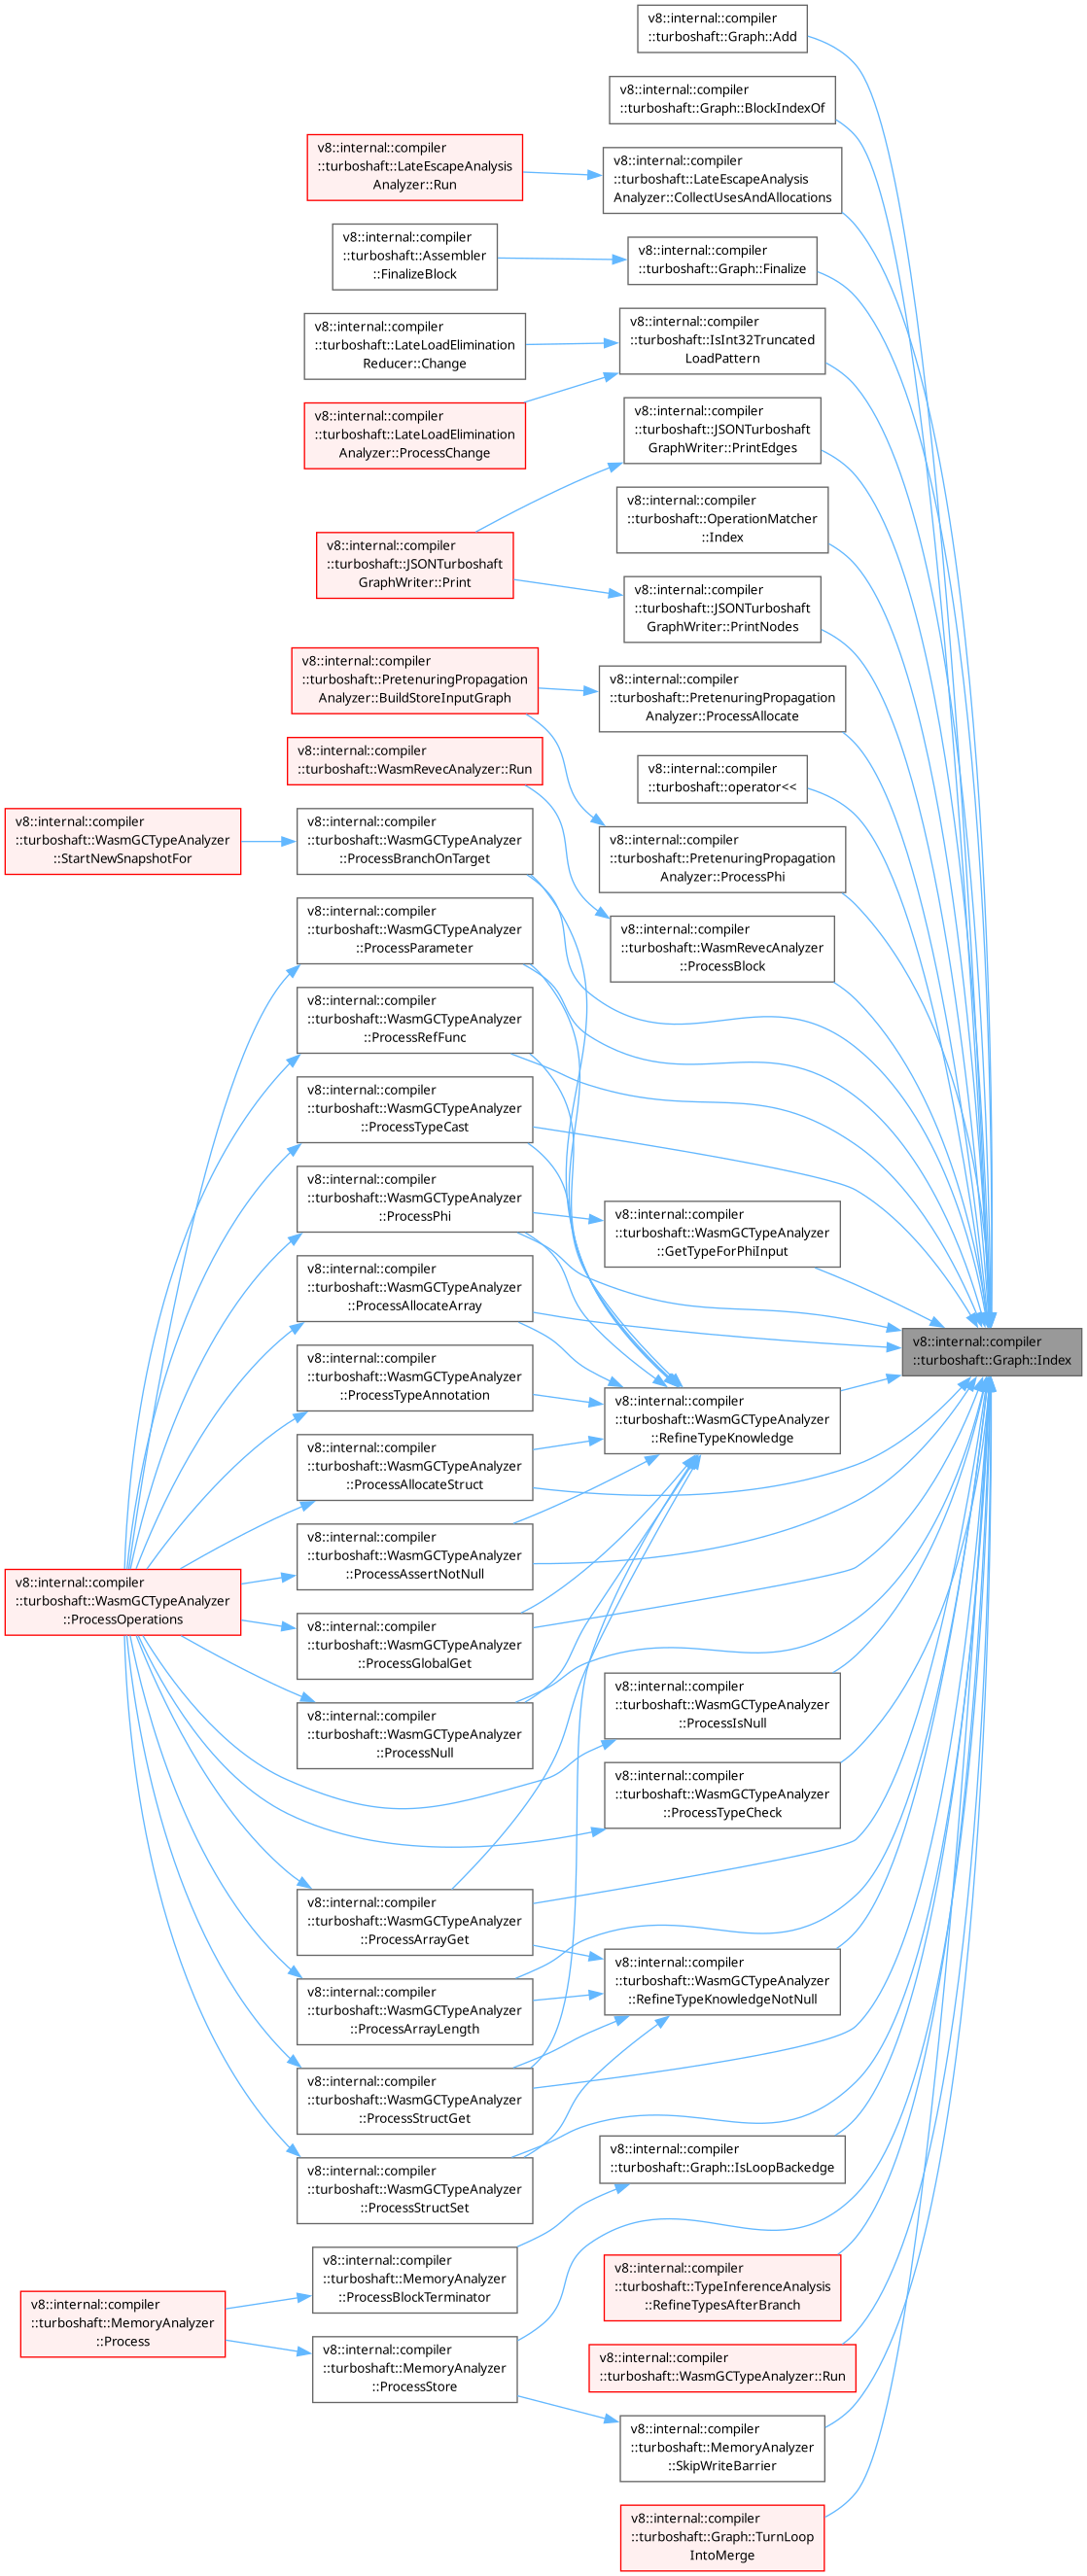 v8::internal::compiler
::turboshaft::Graph::Add
v8::internal::compiler
::turboshaft::Graph::BlockIndexOf
v8::internal::compiler
::turboshaft::LateEscapeAnalysis
Analyzer::Run
v8::internal::compiler
::turboshaft::LateEscapeAnalysis
Analyzer::CollectUsesAndAllocations
v8::internal::compiler
::turboshaft::Assembler
::FinalizeBlock
v8::internal::compiler
::turboshaft::Graph::Finalize
v8::internal::compiler
::turboshaft::LateLoadElimination
Reducer::Change
v8::internal::compiler
::turboshaft::IsInt32Truncated
LoadPattern
v8::internal::compiler
::turboshaft::LateLoadElimination
Analyzer::ProcessChange
v8::internal::compiler
::turboshaft::JSONTurboshaft
GraphWriter::PrintEdges
v8::internal::compiler
::turboshaft::OperationMatcher
::Index
v8::internal::compiler
::turboshaft::JSONTurboshaft
GraphWriter::Print
v8::internal::compiler
::turboshaft::JSONTurboshaft
GraphWriter::PrintNodes
v8::internal::compiler
::turboshaft::PretenuringPropagation
Analyzer::BuildStoreInputGraph
v8::internal::compiler
::turboshaft::PretenuringPropagation
Analyzer::ProcessAllocate
v8::internal::compiler
::turboshaft::WasmRevecAnalyzer::Run
v8::internal::compiler
::turboshaft::operator<<
v8::internal::compiler
::turboshaft::WasmGCTypeAnalyzer
::StartNewSnapshotFor
v8::internal::compiler
::turboshaft::WasmGCTypeAnalyzer
::ProcessBranchOnTarget
v8::internal::compiler
::turboshaft::PretenuringPropagation
Analyzer::ProcessPhi
v8::internal::compiler
::turboshaft::WasmGCTypeAnalyzer
::ProcessParameter
v8::internal::compiler
::turboshaft::WasmRevecAnalyzer
::ProcessBlock
v8::internal::compiler
::turboshaft::WasmGCTypeAnalyzer
::ProcessRefFunc
v8::internal::compiler
::turboshaft::WasmGCTypeAnalyzer
::ProcessTypeCast
v8::internal::compiler
::turboshaft::WasmGCTypeAnalyzer
::ProcessPhi
v8::internal::compiler
::turboshaft::WasmGCTypeAnalyzer
::GetTypeForPhiInput
v8::internal::compiler
::turboshaft::WasmGCTypeAnalyzer
::ProcessAllocateArray
v8::internal::compiler
::turboshaft::Graph::Index
v8::internal::compiler
::turboshaft::WasmGCTypeAnalyzer
::ProcessTypeAnnotation
v8::internal::compiler
::turboshaft::WasmGCTypeAnalyzer
::RefineTypeKnowledge
v8::internal::compiler
::turboshaft::WasmGCTypeAnalyzer
::ProcessAllocateStruct
v8::internal::compiler
::turboshaft::WasmGCTypeAnalyzer
::ProcessAssertNotNull
v8::internal::compiler
::turboshaft::WasmGCTypeAnalyzer
::ProcessOperations
v8::internal::compiler
::turboshaft::WasmGCTypeAnalyzer
::ProcessGlobalGet
v8::internal::compiler
::turboshaft::WasmGCTypeAnalyzer
::ProcessIsNull
v8::internal::compiler
::turboshaft::WasmGCTypeAnalyzer
::ProcessNull
v8::internal::compiler
::turboshaft::WasmGCTypeAnalyzer
::ProcessTypeCheck
v8::internal::compiler
::turboshaft::WasmGCTypeAnalyzer
::ProcessArrayGet
v8::internal::compiler
::turboshaft::WasmGCTypeAnalyzer
::RefineTypeKnowledgeNotNull
v8::internal::compiler
::turboshaft::WasmGCTypeAnalyzer
::ProcessArrayLength
v8::internal::compiler
::turboshaft::WasmGCTypeAnalyzer
::ProcessStructGet
v8::internal::compiler
::turboshaft::Graph::IsLoopBackedge
v8::internal::compiler
::turboshaft::WasmGCTypeAnalyzer
::ProcessStructSet
v8::internal::compiler
::turboshaft::MemoryAnalyzer
::ProcessBlockTerminator
v8::internal::compiler
::turboshaft::TypeInferenceAnalysis
::RefineTypesAfterBranch
v8::internal::compiler
::turboshaft::MemoryAnalyzer
::Process
v8::internal::compiler
::turboshaft::MemoryAnalyzer
::ProcessStore
v8::internal::compiler
::turboshaft::WasmGCTypeAnalyzer::Run
v8::internal::compiler
::turboshaft::MemoryAnalyzer
::SkipWriteBarrier
v8::internal::compiler
::turboshaft::Graph::TurnLoop
IntoMerge